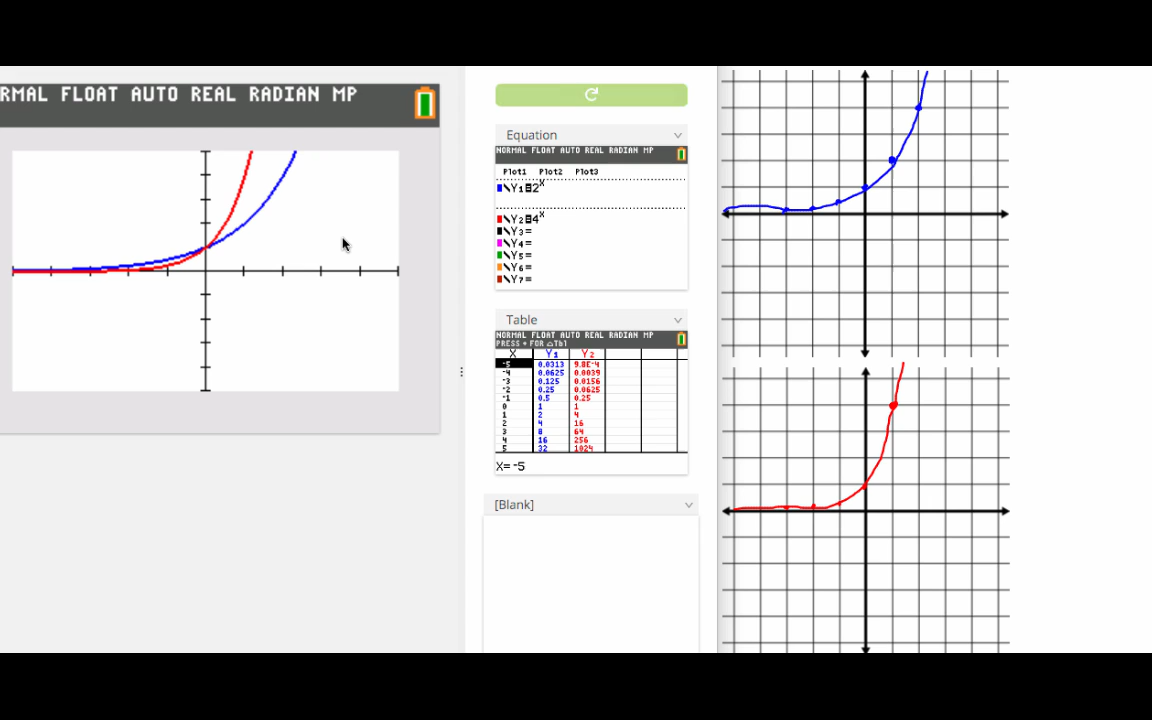 RMAL FLOAT AUTO REAL RADIAN MP
Equation
NORMAL FLOAT AUTO REAL RADIAN MP
Plot1 Plot2 Plot3
\Y1=2^X
\Y2=4^X
\Y3=
\Y4=
\Y5=
\Y6=
\Y7=
Table
NORMAL FLOAT AUTO REAL RADIAN MP
PRESS + FOR △Tbl
X Y1 Y2
-5 0.0313 9.8E-4
-4 0.0625 0.0039
-3 0.125 0.0156
-2 0.25 0.0625
-1 0.5 0.25
0 1 1
1 2 4
2 4 16
3 8 64
4 16 256
5 32 1024
X= -5
[Blank]